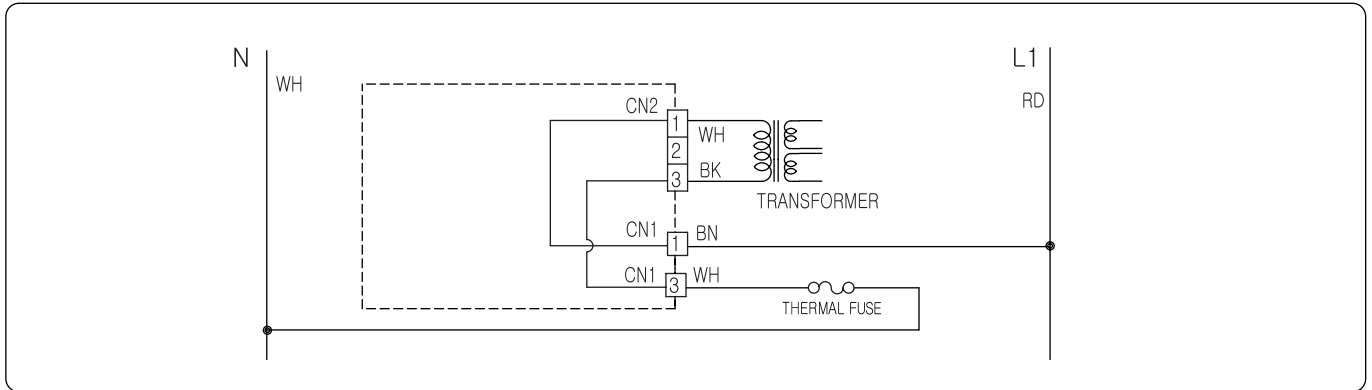 N
WH
L1
RD
CN2
1
WH
2
3
BK
TRANSFORMER
CN1
1
BN
CN1
3
WH
THERMAL FUSE